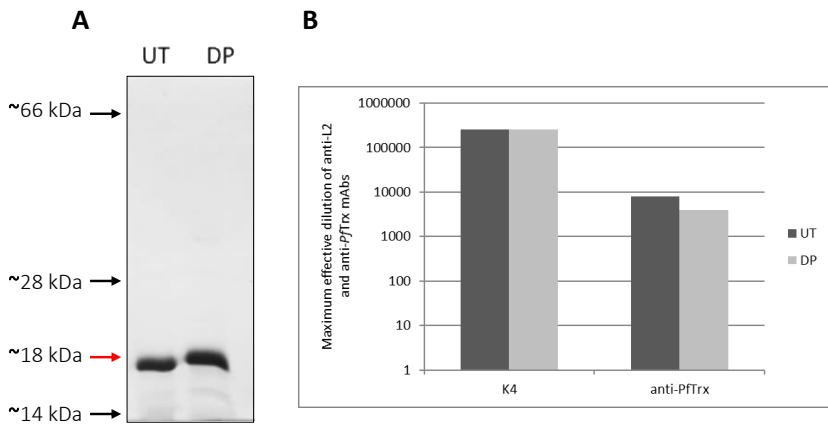 A
UT DP
~66 kDa
~28 kDa
~18 kDa
~14 kDa
B
Maximum effective dilution of anti-L2
and anti-PfTrx mAbs
1000000
100000
10000
1000
100
10
1
K4 anti-PfTrx
UT
DP